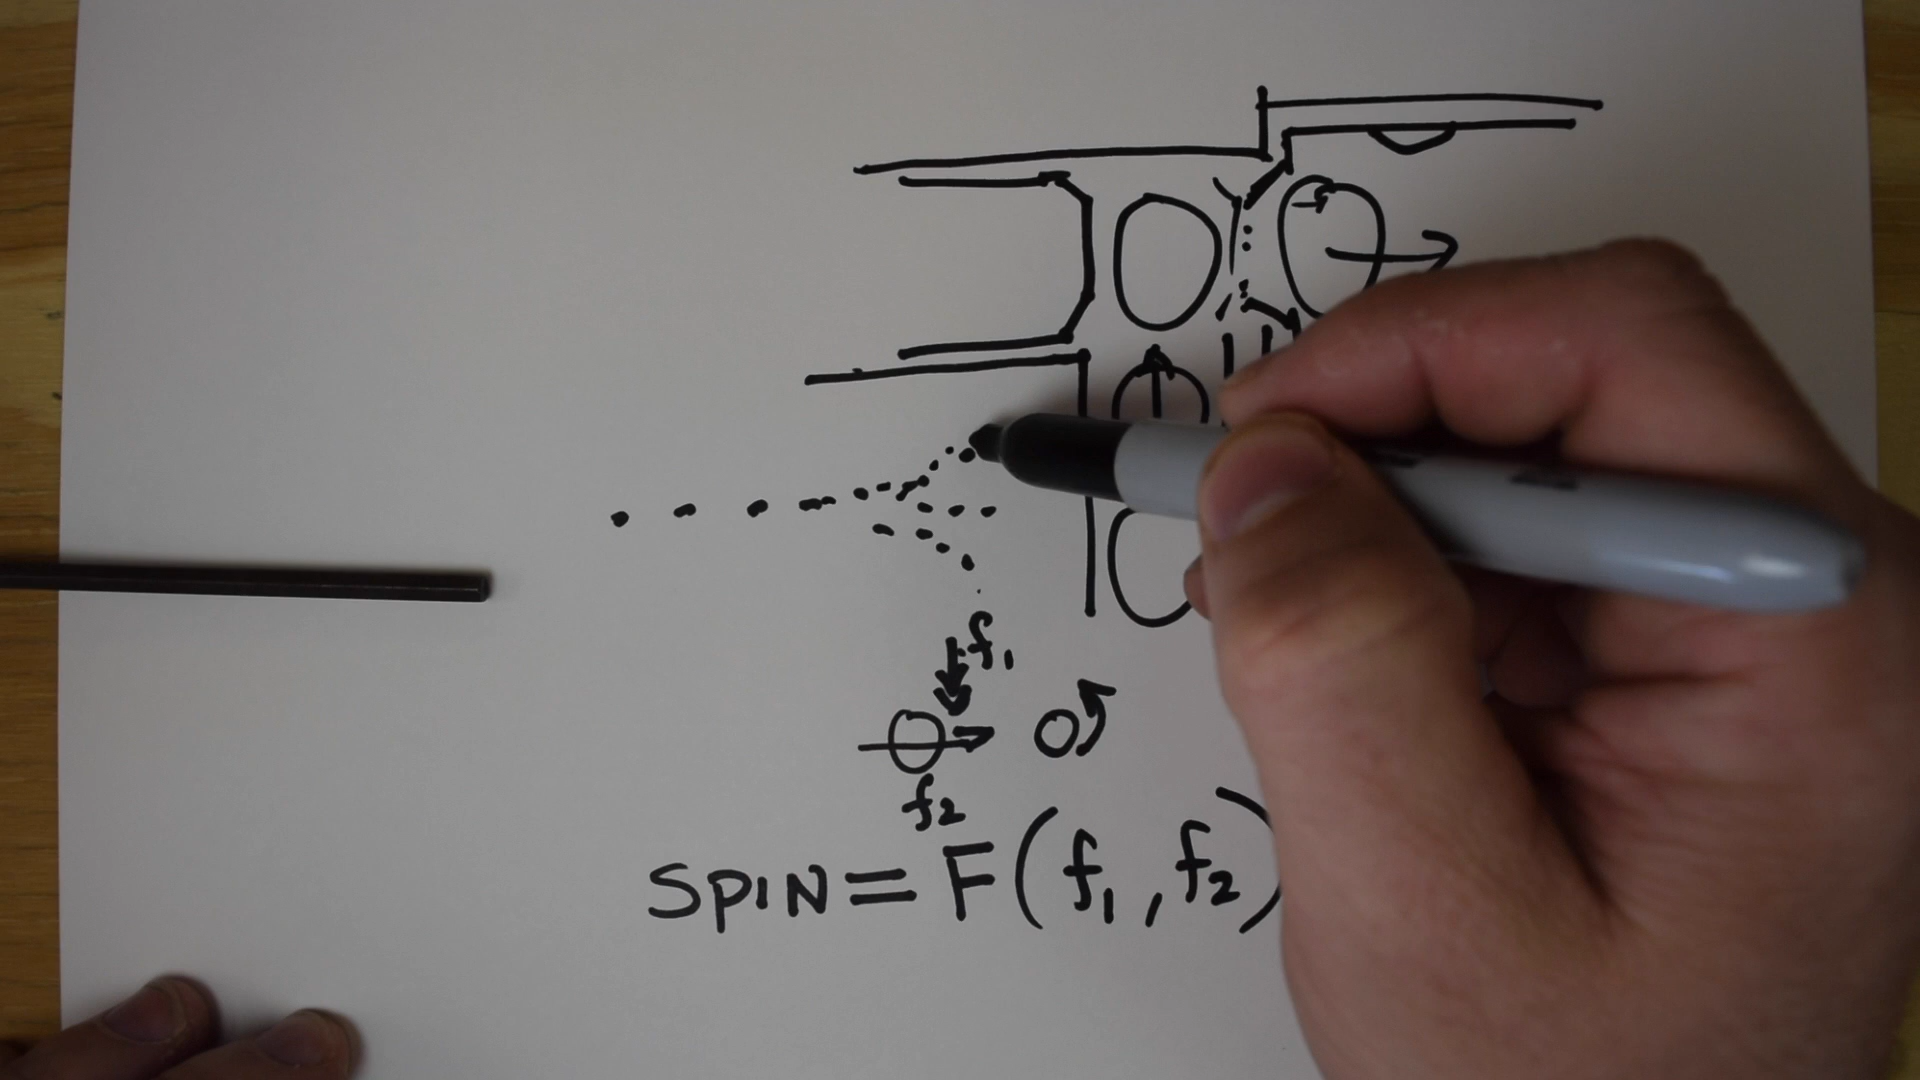 f₁
f₂
SPIN = F(f₁, f₂)